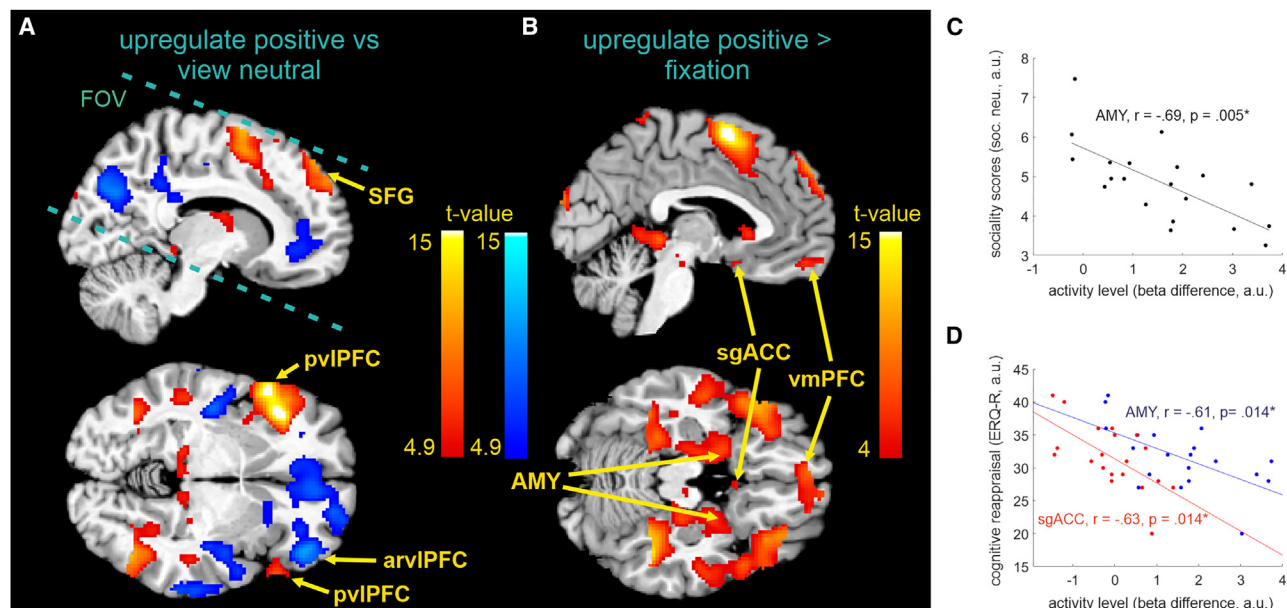 A
upregulate positive vs
view neutral
FOV
SFG
t-value
15
15
4.9
4.9
pvlPFC
arvlPFC
pvlPFC
B
upregulate positive >
fixation
t-value
15
4
sgACC
vmPFC
AMY
C
sociality scores (soc. neu., a.u.)
8
7
6
5
4
3
AMY, r = -.69, p = .005*
-1
0
1
2
3
4
activity level (beta difference, a.u.)
D
cognitive reappraisal (ERQ-R, a.u.)
45
40
35
30
25
20
15
AMY, r = -.61, p= .014*
sgACC, r = -.63, p = .014*
-1
0
1
2
3
4
activity level (beta difference, a.u.)